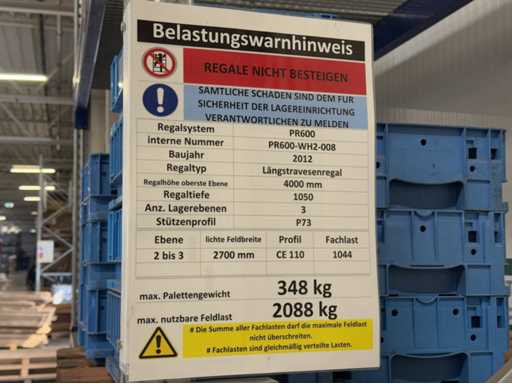 Belastungswarnhinweis
REGALE NICHT BESTEIGEN
SÄMTLICHE SCHÄDEN SIND DEM FÜR
SICHERHEIT DER LAGEREINRICHTUNG
VERANTWORTLICHEN ZU MELDEN
Regalsystem PR600
interne Nummer PR600-WH2-008
Baujahr 2012
Regaltyp Längstravesenregal
Regalhöhe oberste Ebene 4000 mm
Regaltiefe 1050
Anz. Lagerebenen 3
Stützenprofil P73
Ebene lichte Feldbreite Profil Fachlast
2 bis 3 2700 mm CE 110 1044
max. Palettengewicht 348 kg
max. nutzbare Feldlast 2088 kg
# Die Summe aller Fachlasten darf die maximale Feldlast
nicht überschreiten.
# Fachlasten sind gleichmäßig verteilte Lasten.